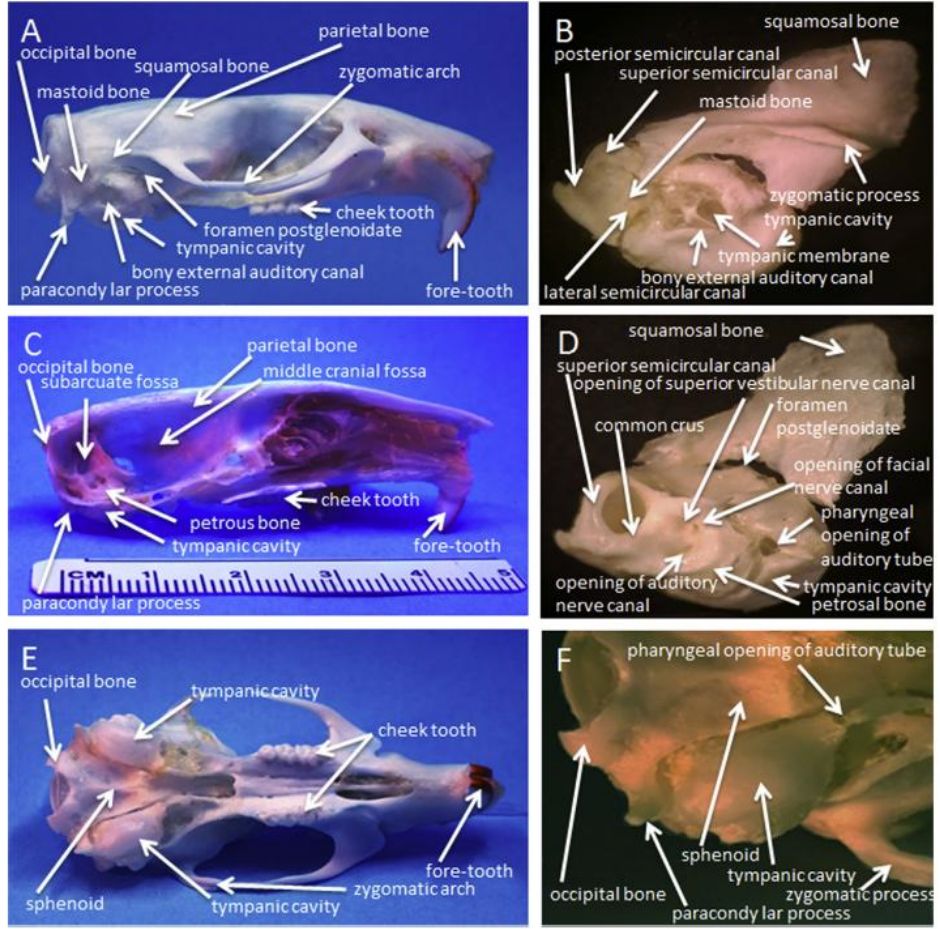 A
parietal bone
occipital bone
squamosal bone
zygomatic arch
mastoid bone
cheek tooth
foramen postglenoidate
tympanic cavity
bony external auditory canal
paracondy lar process
fore-tooth
B
squamosal bone
posterior semicircular canal
superior semicircular canal
mastoid bone
zygomatic process
tympanic cavity
tympanic membrane
bony external auditory canal
lateral semicircular canal
C
parietal bone
occipital bone
middle cranial fossa
subarcuate fossa
cheek tooth
petrous bone
tympanic cavity
fore-tooth
CM 1 2 3 4 5
paracondy lar process
D
squamosal bone
superior semicircular canal
opening of superior vestibular nerve canal
foramen
postglenoidate
common crus
opening of facial
nerve canal
pharyngeal
opening of
auditory tube
opening of auditory
nerve canal
tympanic cavity
petrosal bone
E
occipital bone
tympanic cavity
cheek tooth
fore-tooth
zygomatic arch
sphenoid
tympanic cavity
F
pharyngeal opening of auditory tube
sphenoid
tympanic cavity
occipital bone
zygomatic process
paracondy lar process